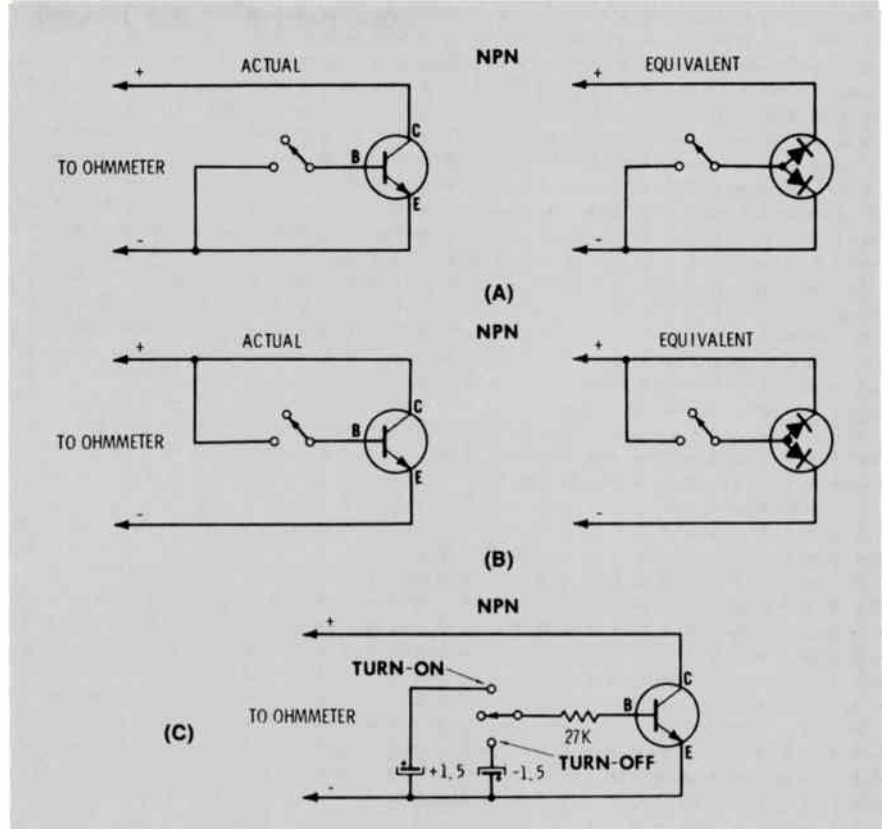 NPN
+ ACTUAL
+ EQUIVALENT
C
B
TO OHMMETER
E
-
-
(A)
NPN
+ ACTUAL
+ EQUIVALENT
C
B
TO OHMMETER
E
-
-
(B)
NPN
+
TURN-ON
C
B
TO OHMMETER
(C)
27K
E
TURN-OFF
+ +1.5
+ -1.5
-